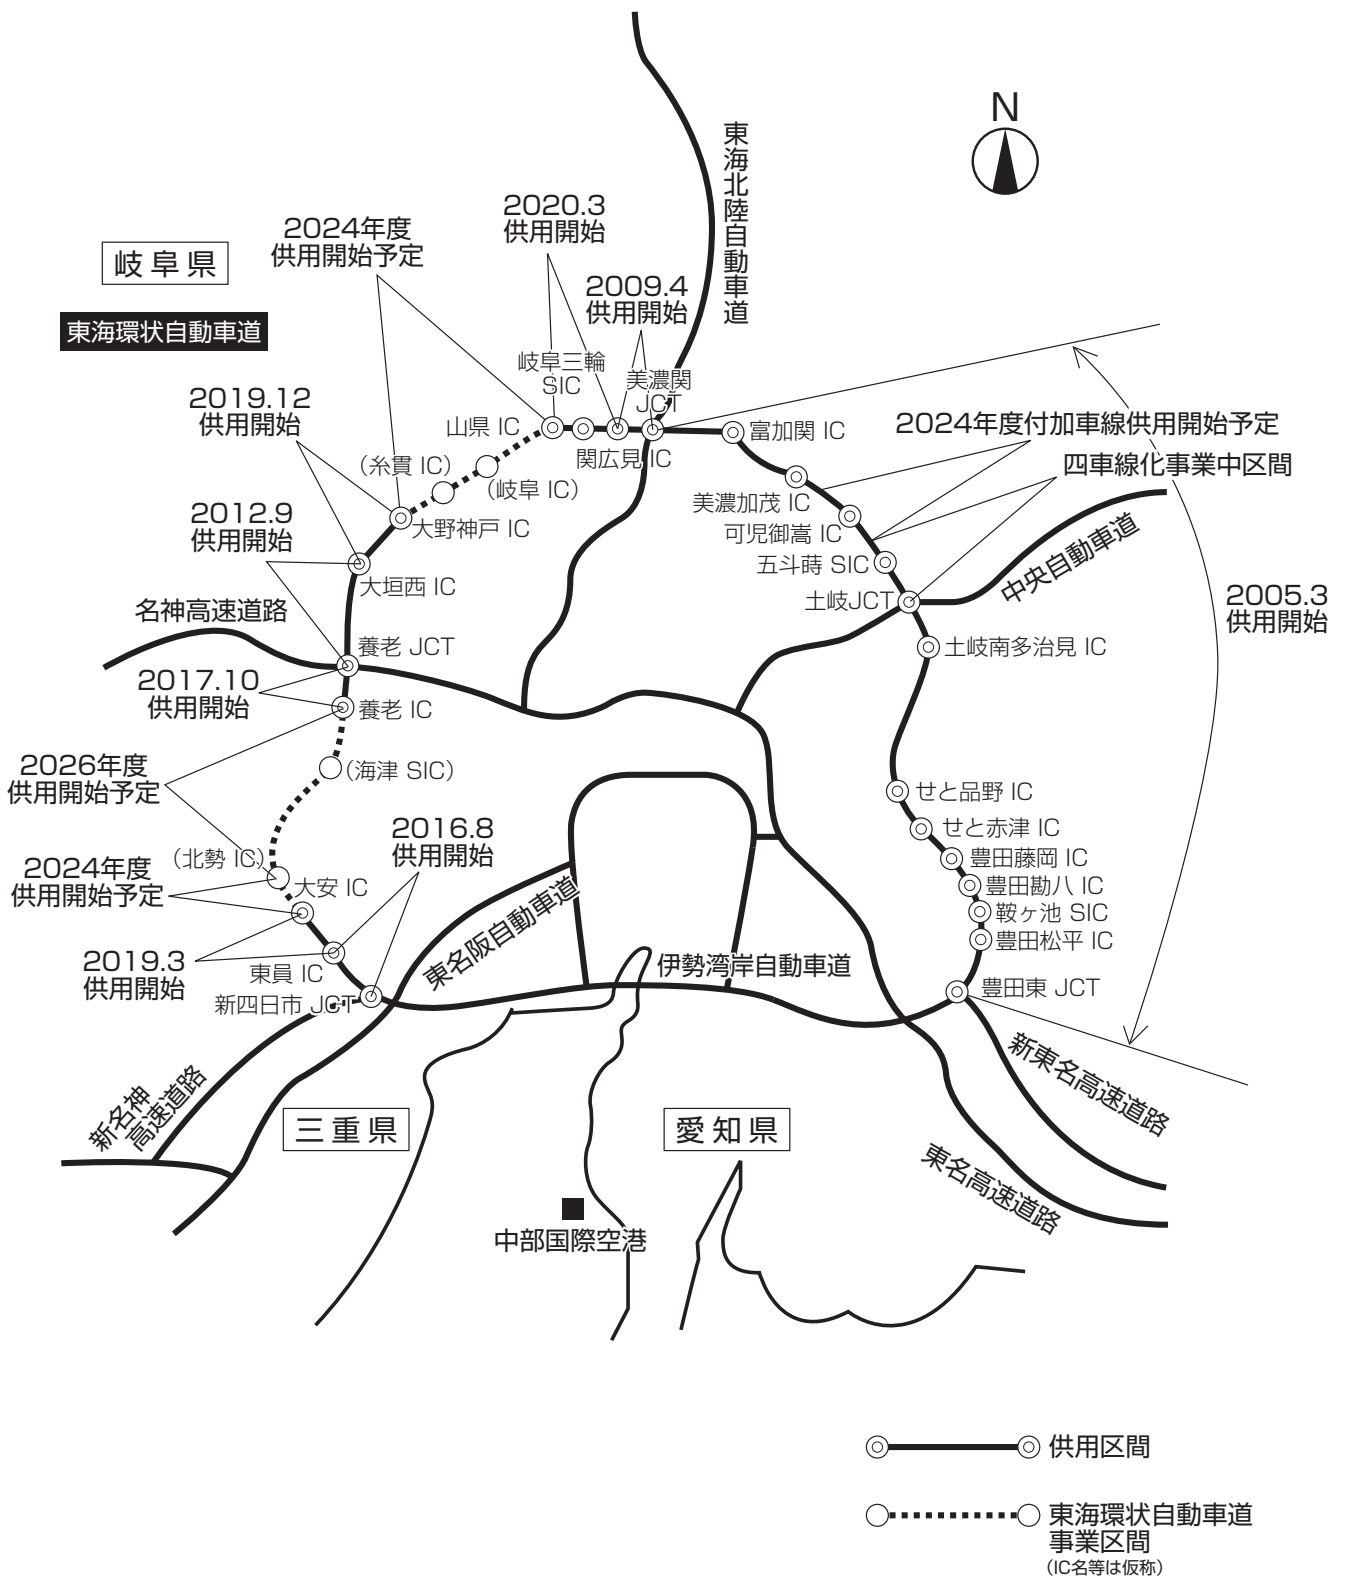 N
東海北陸自動車道
2020.3
供用開始
2024年度
供用開始予定
岐阜県
2009.4
供用開始
東海環状自動車道
岐阜三輪
SIC
美濃関
JCT
2019.12
供用開始
山県 IC
富加関 IC
2024年度付加車線供用開始予定
関広見 IC
四車線化事業中区間
(糸貫 IC)
(岐阜 IC)
美濃加茂 IC
2012.9
供用開始
大野神戸 IC
可児御嵩 IC
五斗蒔 SIC
中央自動車道
大垣西 IC
土岐JCT
2005.3
供用開始
名神高速道路
養老 JCT
土岐南多治見 IC
2017.10
供用開始
養老 IC
2026年度
供用開始予定
(海津 SIC)
せと品野 IC
2016.8
供用開始
せと赤津 IC
(北勢 IC)
豊田藤岡 IC
2024年度
供用開始予定
大安 IC
豊田勘八 IC
鞍ヶ池 SIC
東名阪自動車道
豊田松平 IC
2019.3
供用開始
東員 IC
伊勢湾岸自動車道
新四日市 JCT
豊田東 JCT
新東名高速道路
新名神
高速道路
三重県
愛知県
東名高速道路
中部国際空港
供用区間
東海環状自動車道
事業区間
(IC名等は仮称)